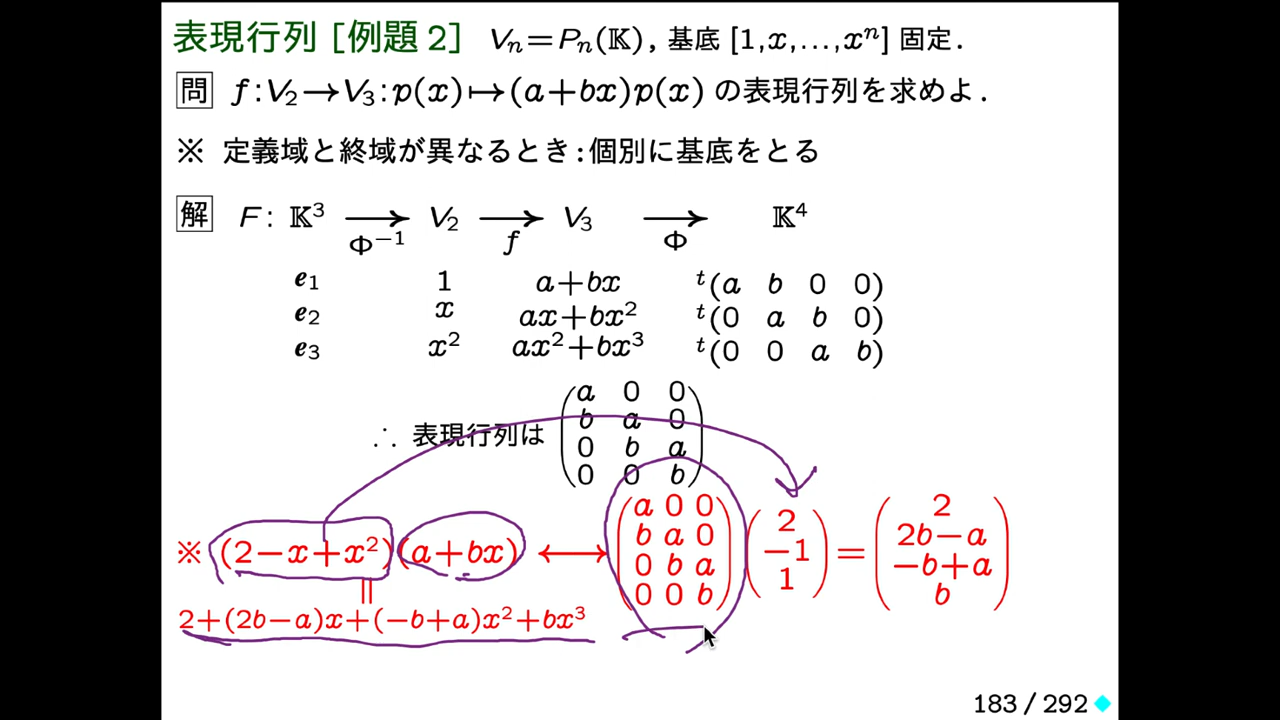 表現行列 [例題 2] Vₙ=Pₙ(𝕂), 基底 [1,x,…,xⁿ] 固定.
問 f:V₂→V₃:p(x)↦(a+bx)p(x) の表現行列を求めよ.
※ 定義域と終域が異なるとき:個別に基底をとる
解 F: 𝕂³ ⟶ V₂ ⟶ V₃ ⟶ 𝕂⁴
Φ⁻¹ f Φ
e₁ 1 a+bx ᵗ(a b 0 0)
e₂ x ax+bx² ᵗ(0 a b 0)
e₃ x² ax²+bx³ ᵗ(0 0 a b)
∴ 表現行列は
a 0 0
b a 0
0 b a
0 0 b
※ (2−x+x²)(a+bx) ⟷
a 0 0
b a 0
0 b a
0 0 b
2
−1
1
=
2
2b−a
−b+a
b
||
2+(2b−a)x+(−b+a)x²+bx³
183 / 292